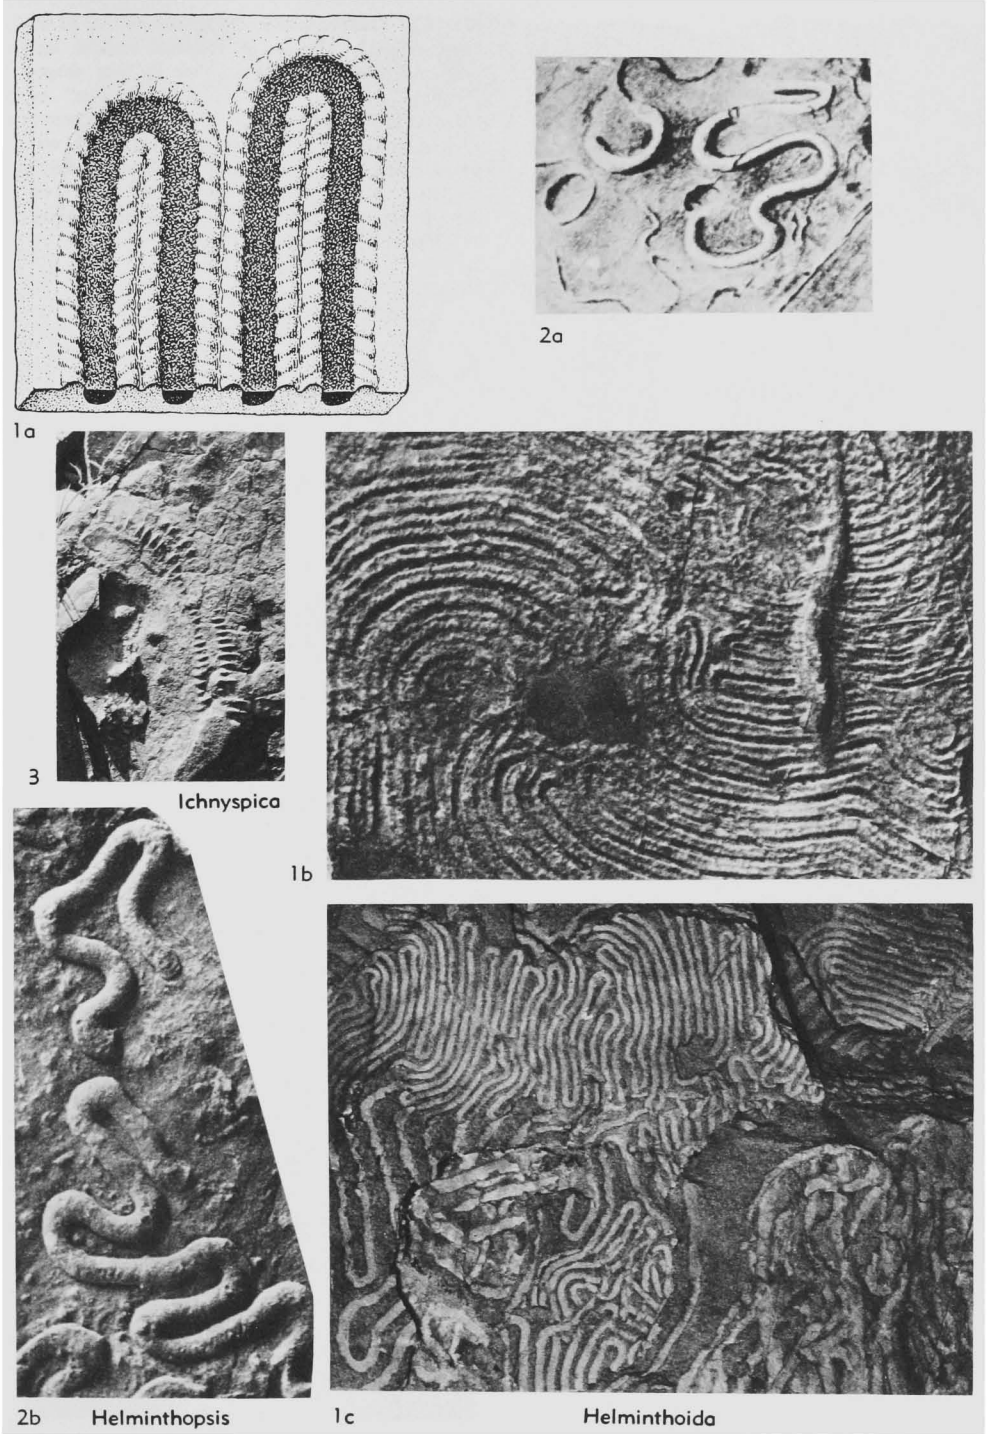 1a
2a
3
Ichnyspica
1b
2b
Helminthopsis
1c
Helminthoida